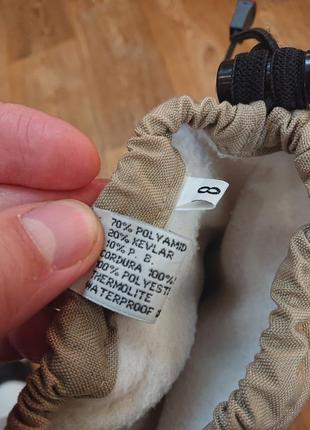 70% POLYAMID
20% KEVLAR
10% P. B.
CORDURA 100%
100% POLYEST
THERMOLITE
WATERPROOF
8